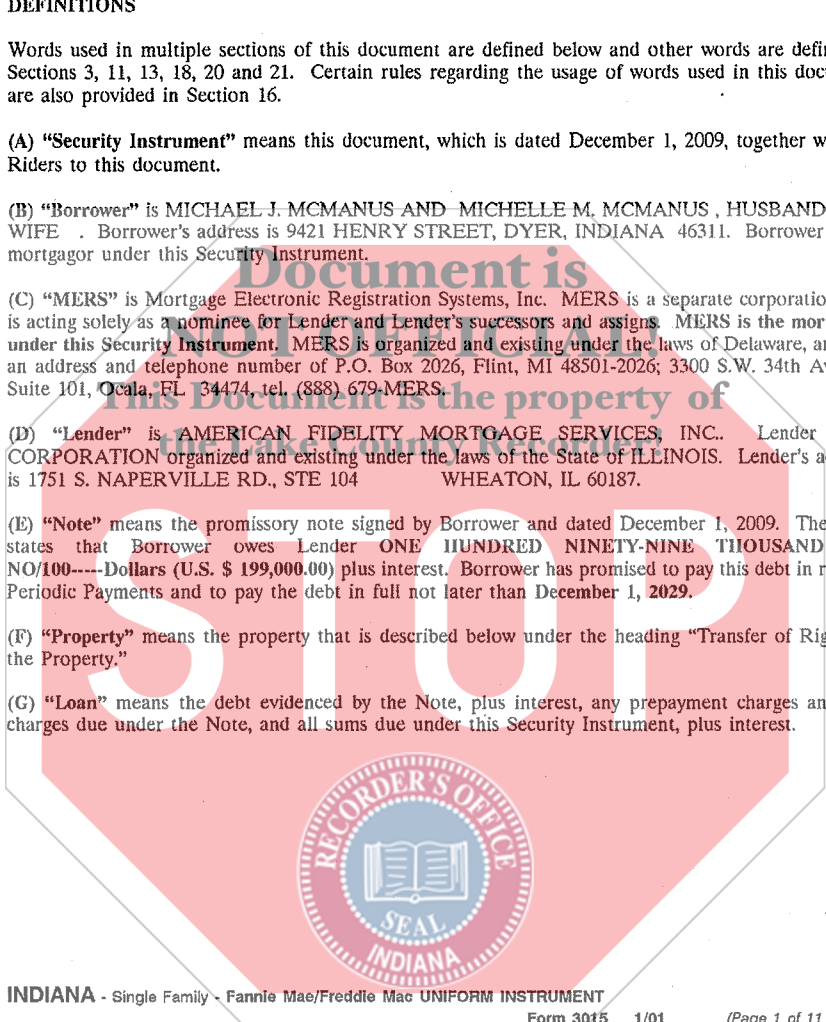 DEFINITIONS
Words used in multiple sections of this document are defined below and other words are defi
Sections 3, 11, 13, 18, 20 and 21. Certain rules regarding the usage of words used in this doc
are also provided in Section 16.
(A) “Security Instrument” means this document, which is dated December 1, 2009, together w
Riders to this document.
(B) “Borrower” is MICHAEL J. MCMANUS AND MICHELLE M. MCMANUS , HUSBAND
WIFE . Borrower's address is 9421 HENRY STREET, DYER, INDIANA 46311. Borrower
mortgagor under this Security Instrument.
Document is
(C) “MERS” is Mortgage Electronic Registration Systems, Inc. MERS is a separate corporatio
is acting solely as a nominee for Lender and Lender's successors and assigns. MERS is the mor
NOT OFFICIAL!
under this Security Instrument. MERS is organized and existing under the laws of Delaware, a
an address and telephone number of P.O. Box 2026, Flint, MI 48501-2026; 3300 S.W. 34th A
Suite 101, Ocala, FL 34474, tel. (888) 679-MERS.
This Document is the property of
(D) “Lender” is AMERICAN FIDELITY MORTGAGE SERVICES, INC.. Lender
the Lake County Recorder!
CORPORATION organized and existing under the laws of the State of ILLINOIS. Lender's a
is 1751 S. NAPERVILLE RD., STE 104 WHEATON, IL 60187.
(E) “Note” means the promissory note signed by Borrower and dated December 1, 2009. The
states that Borrower owes Lender ONE HUNDRED NINETY-NINE THOUSAND
NO/100-----Dollars (U.S. $ 199,000.00) plus interest. Borrower has promised to pay this debt in r
Periodic Payments and to pay the debt in full not later than December 1, 2029.
STOP
(F) “Property” means the property that is described below under the heading “Transfer of Rig
the Property.”
(G) “Loan” means the debt evidenced by the Note, plus interest, any prepayment charges an
charges due under the Note, and all sums due under this Security Instrument, plus interest.
RECORDER'S OFFICE
SEAL
INDIANA
INDIANA - Single Family - Fannie Mae/Freddie Mac UNIFORM INSTRUMENT
Form 3015 1/01 (Page 1 of 11